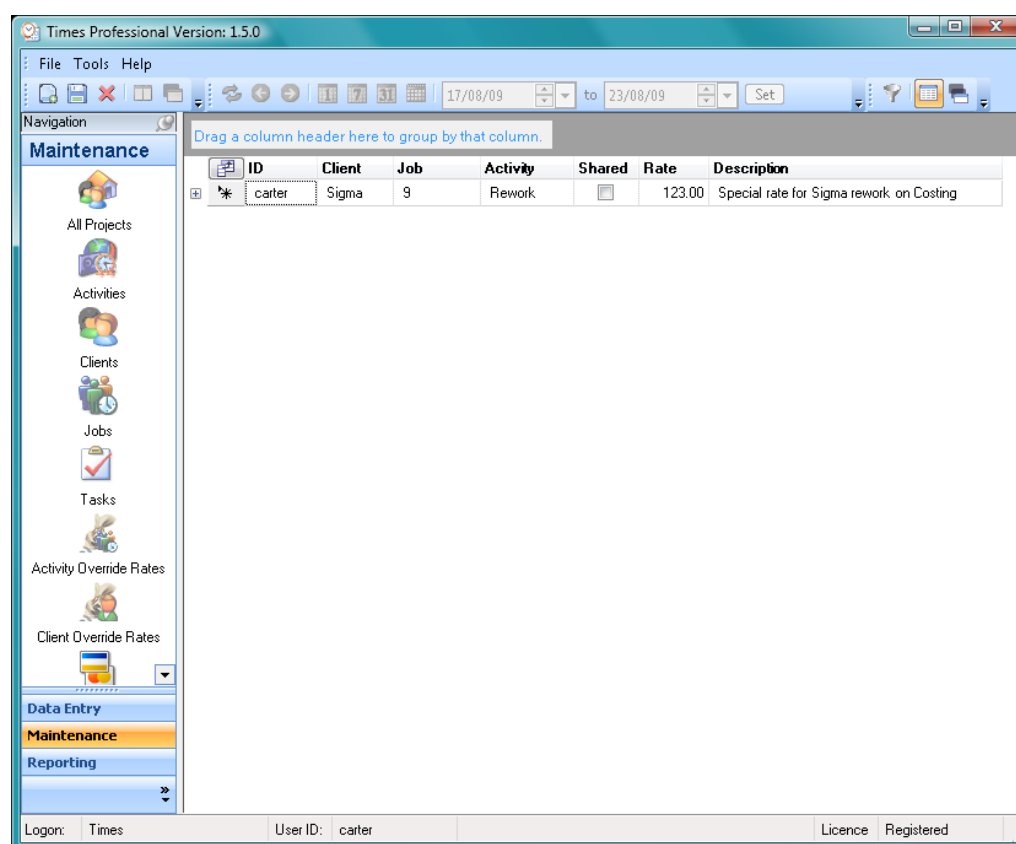 Times Professional Version: 1.5.0
File Tools Help
1 7 31 17/08/09 to 23/08/09 Set
Navigation
Drag a column header here to group by that column.
Maintenance
ID Client Job Activity Shared Rate Description
carter Sigma 9 Rework 123.00 Special rate for Sigma rework on Costing
All Projects
Activities
Clients
Jobs
Tasks
Activity Override Rates
Client Override Rates
Data Entry
Maintenance
Reporting
Logon: Times User ID: carter Licence Registered